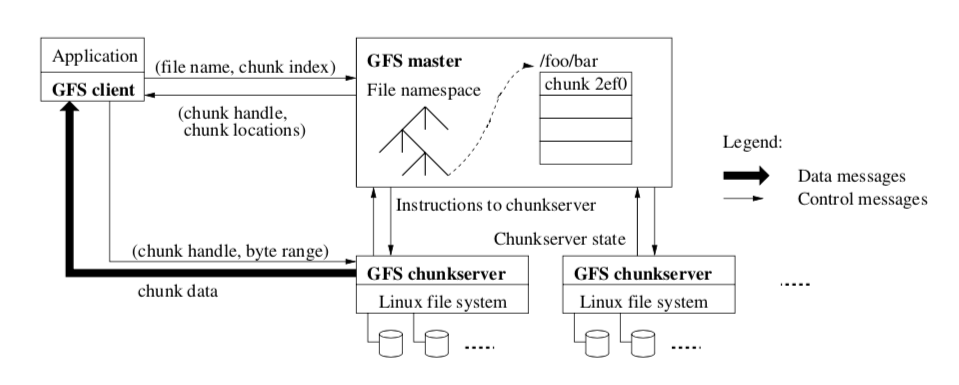 Application
GFS client
(file name, chunk index)
(chunk handle,
chunk locations)
GFS master
File namespace
/foo/bar
chunk 2ef0
Legend:
Data messages
Control messages
Instructions to chunkserver
Chunkserver state
(chunk handle, byte range)
chunk data
GFS chunkserver
Linux file system
GFS chunkserver
Linux file system